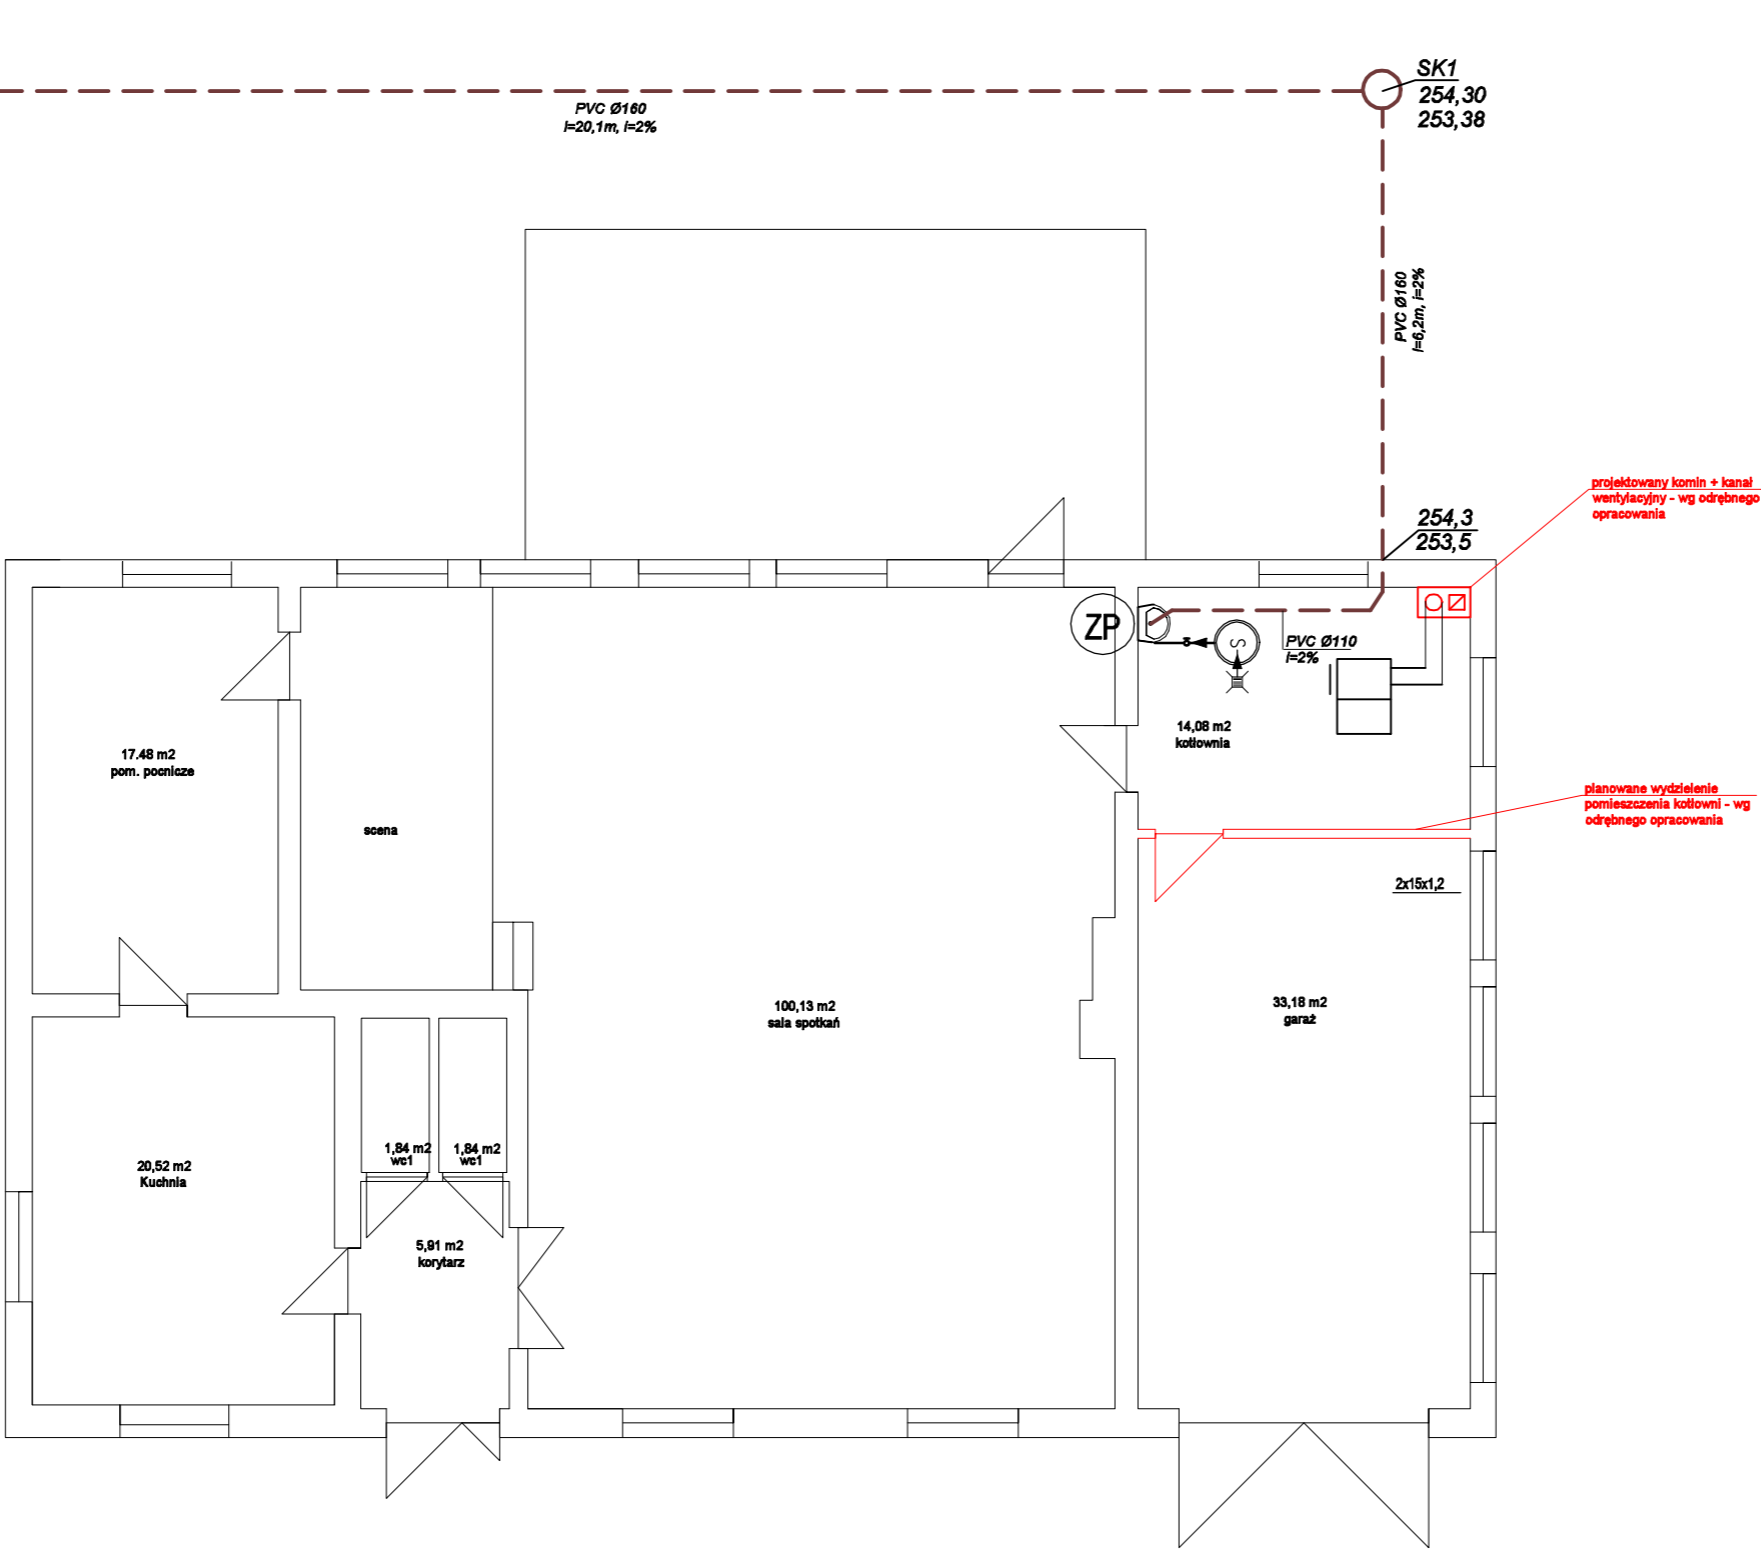 SK1
254,30
253,38
PVC Ø160
l=20,1m, i=2%
PVC Ø160
l=6,2m, i=2%
projektowany komin + kanał
wentylacyjny - wg odrębnego
opracowania
254,3
253,5
ZP
S
PVC Ø110
i=2%
14,08 m2
kotłownia
17.48 m2
pom. pocnicze
planowane wydzielenie
pomieszczenia kotłowni - wg
odrębnego opracowania
scena
2x15x1,2
100,13 m2
sala spotkań
33,18 m2
garaż
1,84 m2
wc1
1,84 m2
wc1
20,52 m2
Kuchnia
5,91 m2
korytarz